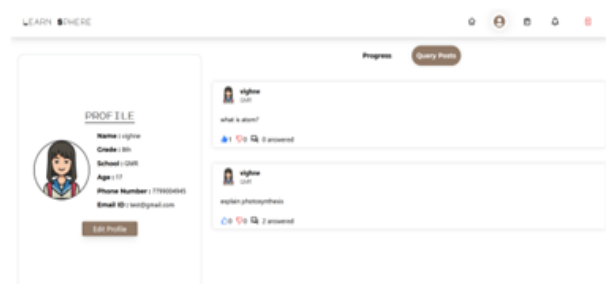 LEARN SPHERE
Progress
Query Posts
PROFILE
Name : vighne
Grade : 8th
School : GMR
Age : 17
Phone Number : 7799004945
Email ID : test@gmail.com
Edit Profile
vighne
GMR
what is atom?
1 0 0 answered
vighne
GMR
explain photosynthesis
0 0 2 answered